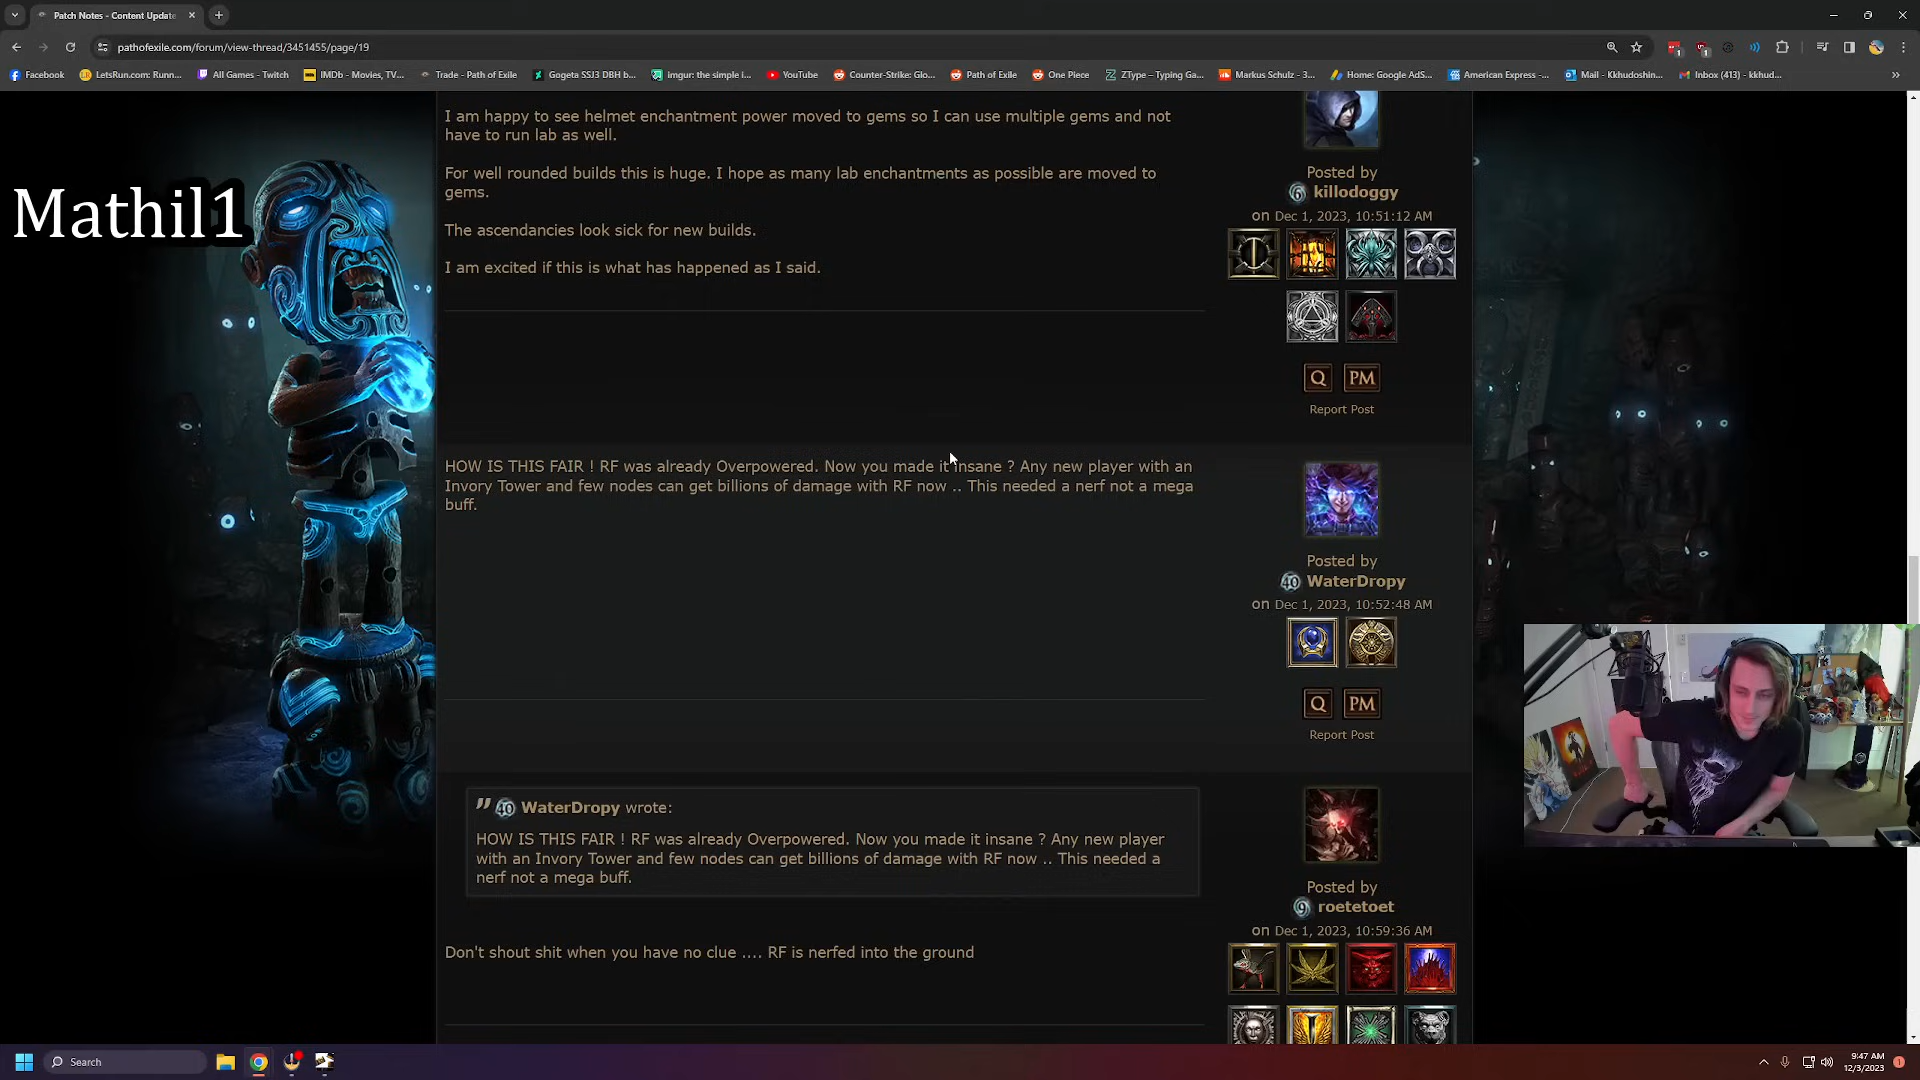 Patch Notes - Content Update
pathofexile.com/forum/view-thread/3451455/page/19
Facebook
LetsRun.com: Runn...
All Games - Twitch
IMDb - Movies, TV...
Trade - Path of Exile
Gogeta SSJ3 DBH b...
Imgur: the simple i...
YouTube
Counter-Strike: Glo...
Path of Exile
One Piece
ZType – Typing Ga...
Markus Schulz - 3...
Home: Google AdS...
American Express -...
Mail - Kkhudoshin...
Inbox (413) - kkhud...
Mathil1
I am happy to see helmet enchantment power moved to gems so I can use multiple gems and not
have to run lab as well.
For well rounded builds this is huge. I hope as many lab enchantments as possible are moved to
gems.
The ascendancies look sick for new builds.
I am excited if this is what has happened as I said.
Posted by
6 killodoggy
on Dec 1, 2023, 10:51:12 AM
Q PM
Report Post
HOW IS THIS FAIR ! RF was already Overpowered. Now you made it insane ? Any new player with an
Invory Tower and few nodes can get billions of damage with RF now .. This needed a nerf not a mega
buff.
Posted by
40 WaterDropy
on Dec 1, 2023, 10:52:48 AM
Q PM
Report Post
" 40 WaterDropy wrote:
HOW IS THIS FAIR ! RF was already Overpowered. Now you made it insane ? Any new player
with an Invory Tower and few nodes can get billions of damage with RF now .. This needed a
nerf not a mega buff.
Don't shout shit when you have no clue .... RF is nerfed into the ground
Posted by
9 roetetoet
on Dec 1, 2023, 10:59:36 AM
Search
9:47 AM
12/3/2023